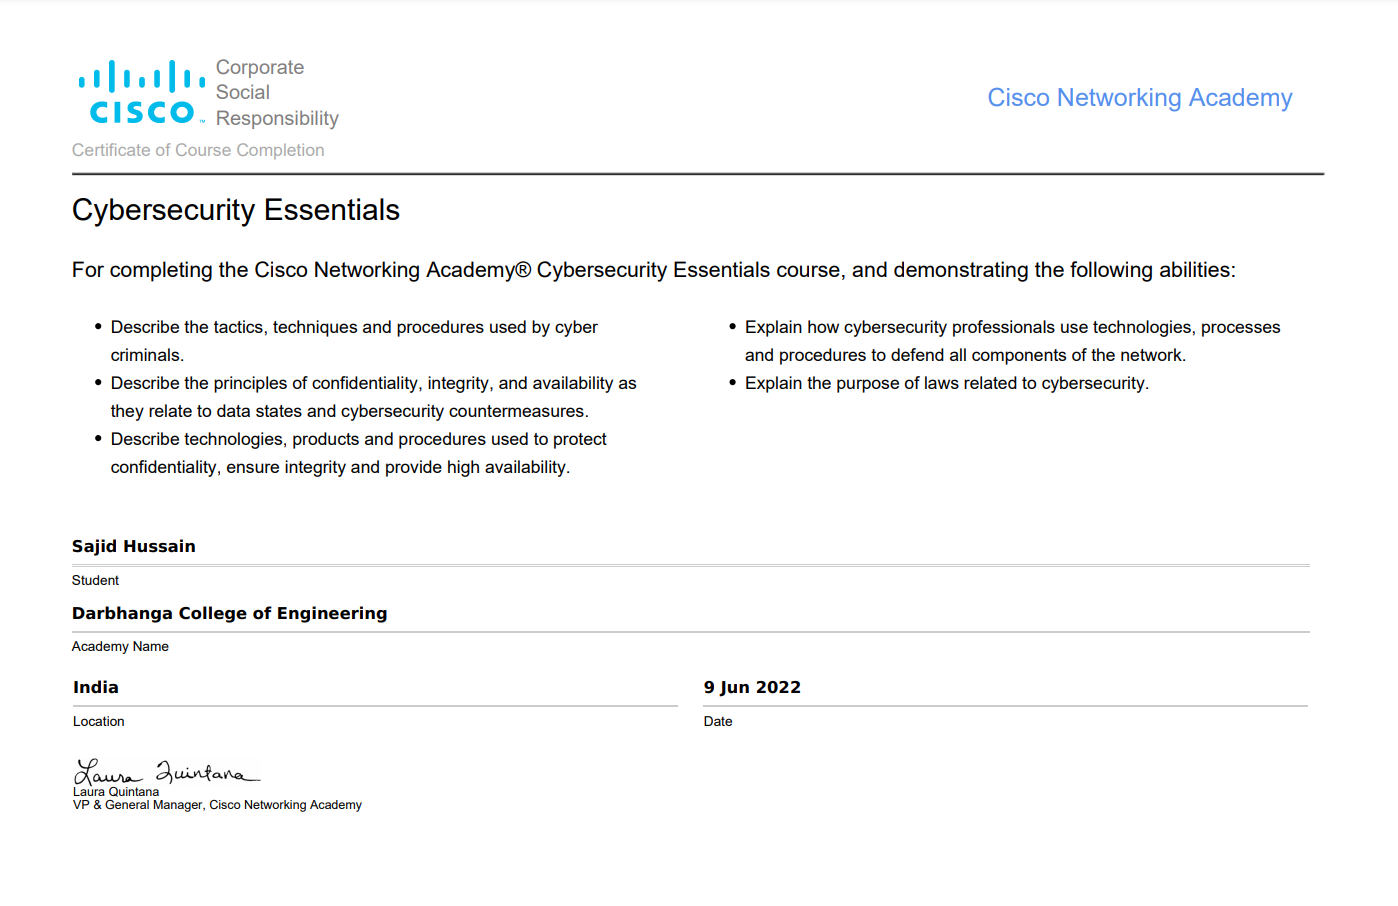 Corporate
Social
CISCO™ Responsibility
Cisco Networking Academy
Certificate of Course Completion
Cybersecurity Essentials
For completing the Cisco Networking Academy® Cybersecurity Essentials course, and demonstrating the following abilities:
• Describe the tactics, techniques and procedures used by cyber
criminals.
• Describe the principles of confidentiality, integrity, and availability as
they relate to data states and cybersecurity countermeasures.
• Describe technologies, products and procedures used to protect
confidentiality, ensure integrity and provide high availability.
• Explain how cybersecurity professionals use technologies, processes
and procedures to defend all components of the network.
• Explain the purpose of laws related to cybersecurity.
Sajid Hussain
Student
Darbhanga College of Engineering
Academy Name
India
Location
9 Jun 2022
Date
Laura Quintana
Laura Quintana
VP & General Manager, Cisco Networking Academy